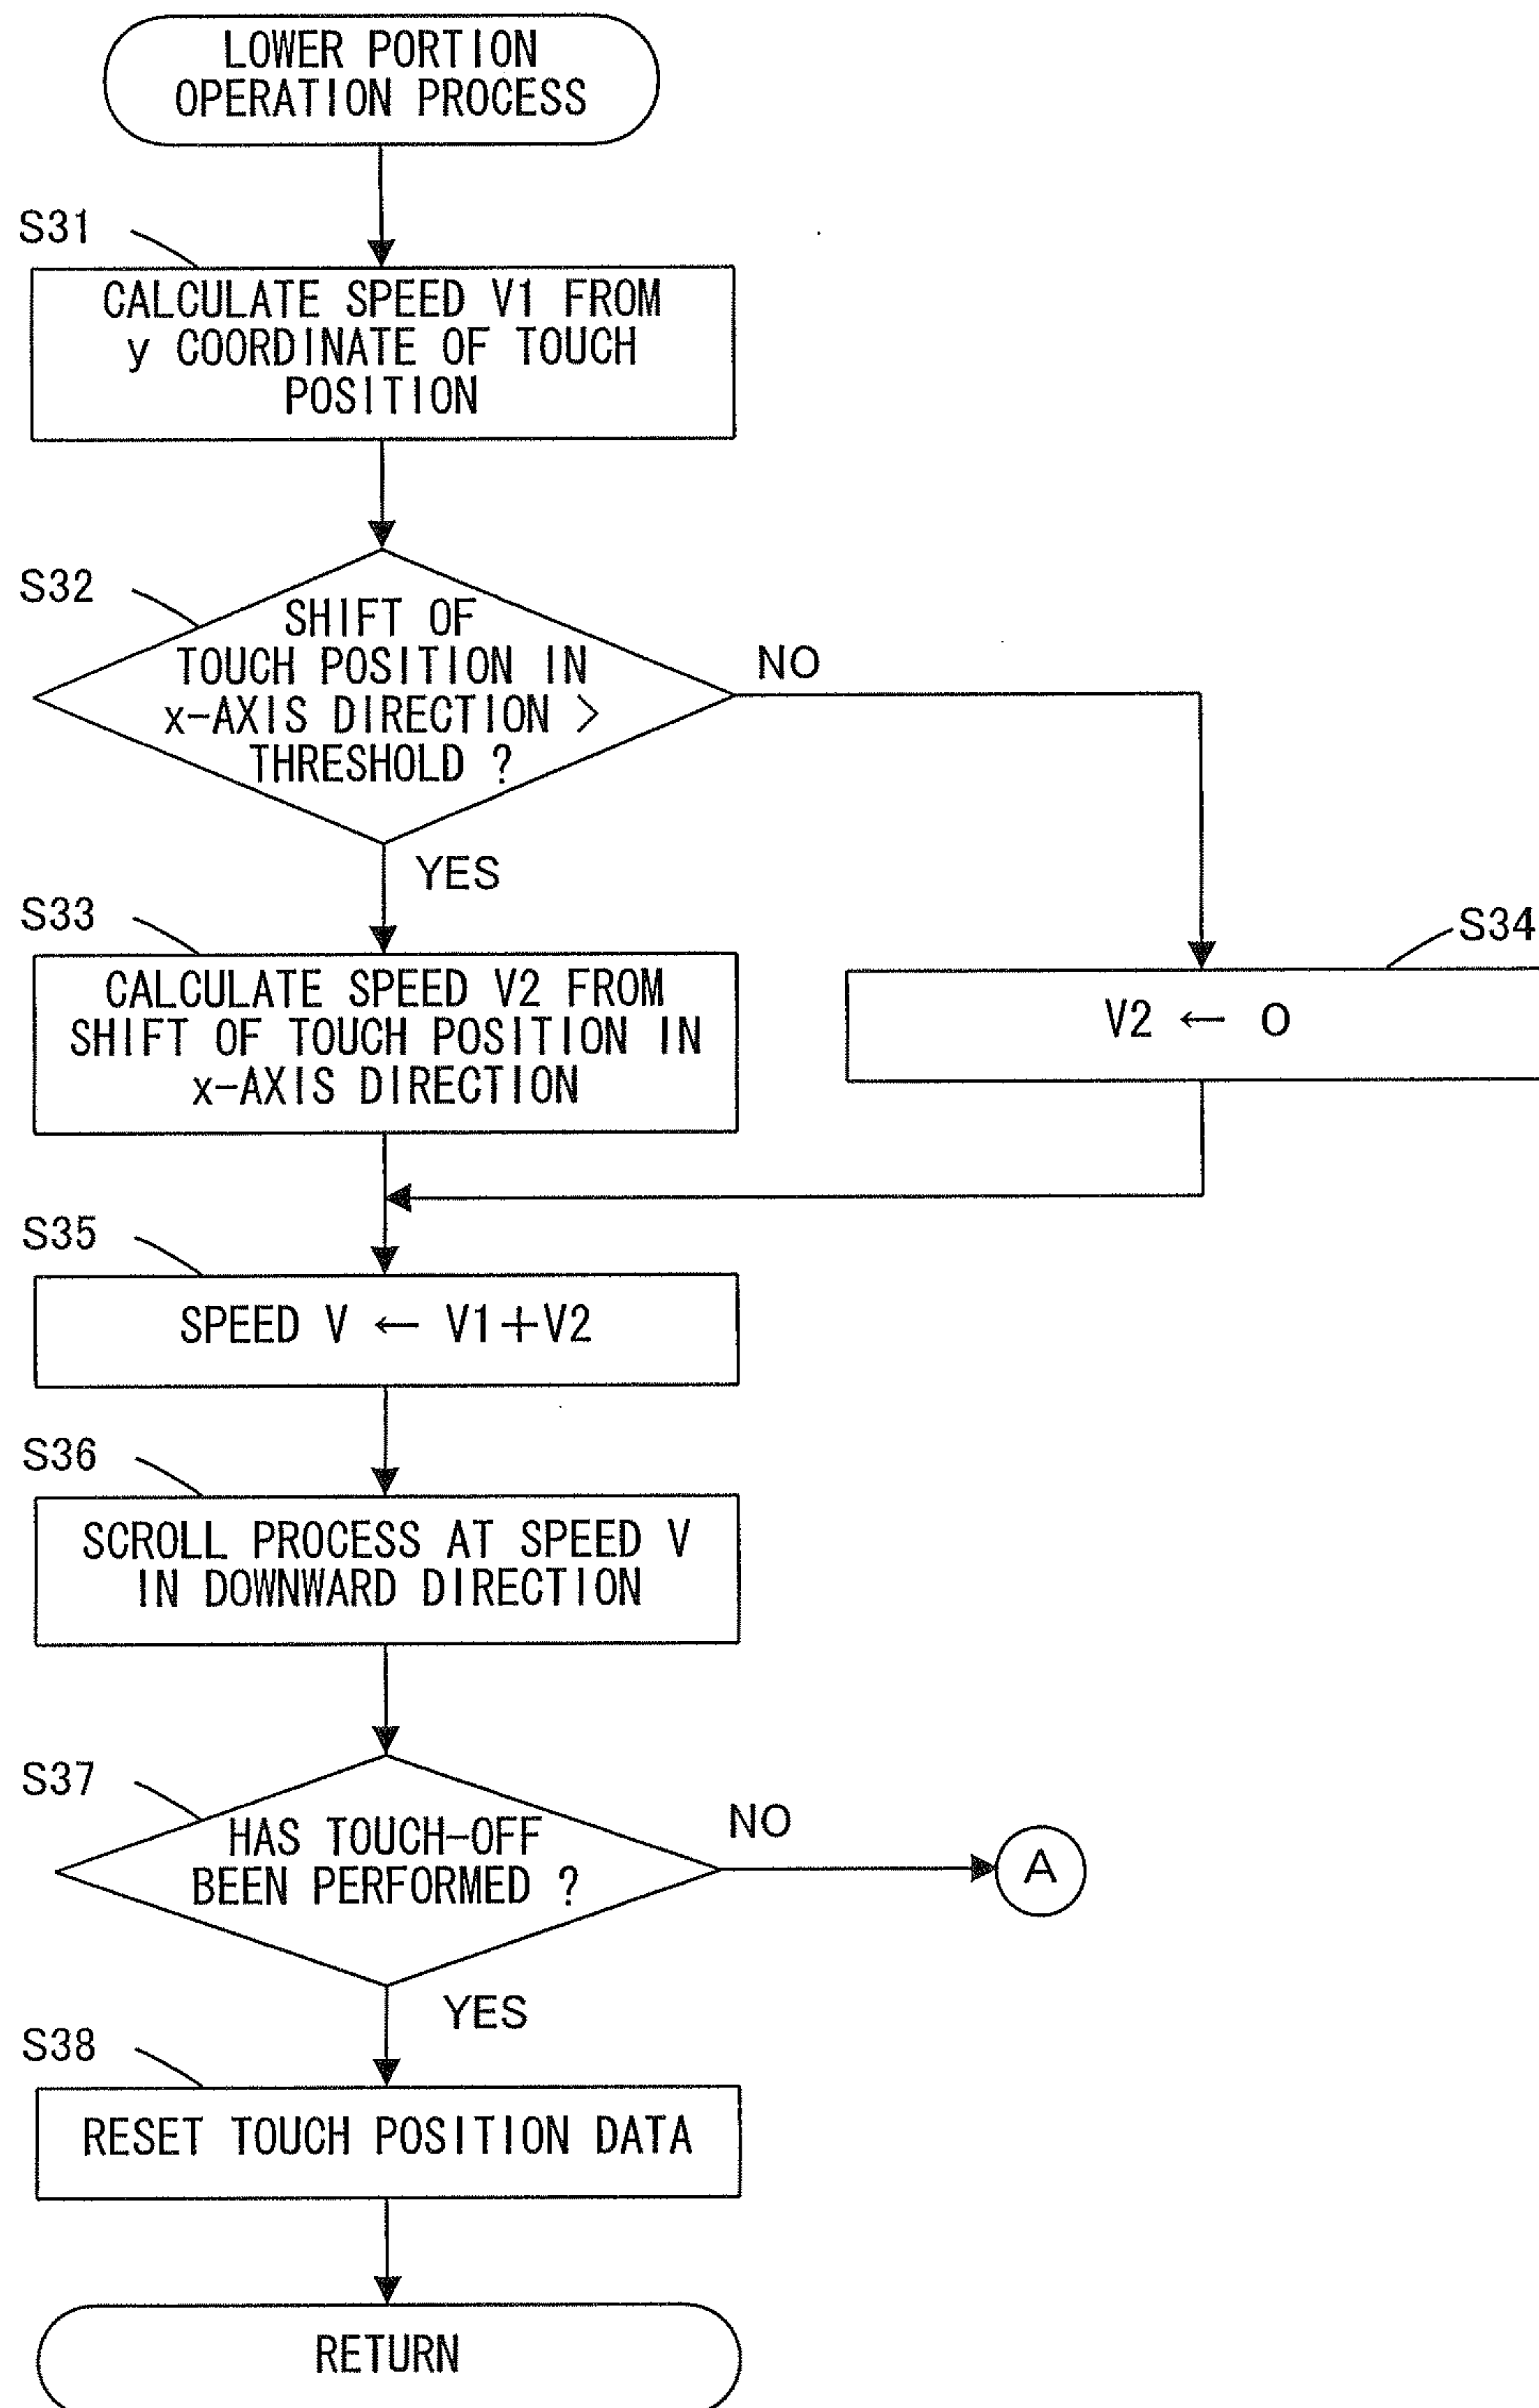 LOWER PORTION
OPERATION PROCESS
S31
CALCULATE SPEED V1 FROM
y COORDINATE OF TOUCH
POSITION
S32
SHIFT OF
TOUCH POSITION IN
x-AXIS DIRECTION >
THRESHOLD ?
NO
YES
S33
CALCULATE SPEED V2 FROM
SHIFT OF TOUCH POSITION IN
x-AXIS DIRECTION
S34
V2 ← 0
S35
SPEED V ← V1+V2
S36
SCROLL PROCESS AT SPEED V
IN DOWNWARD DIRECTION
S37
HAS TOUCH-OFF
BEEN PERFORMED ?
NO
A
YES
S38
RESET TOUCH POSITION DATA
RETURN